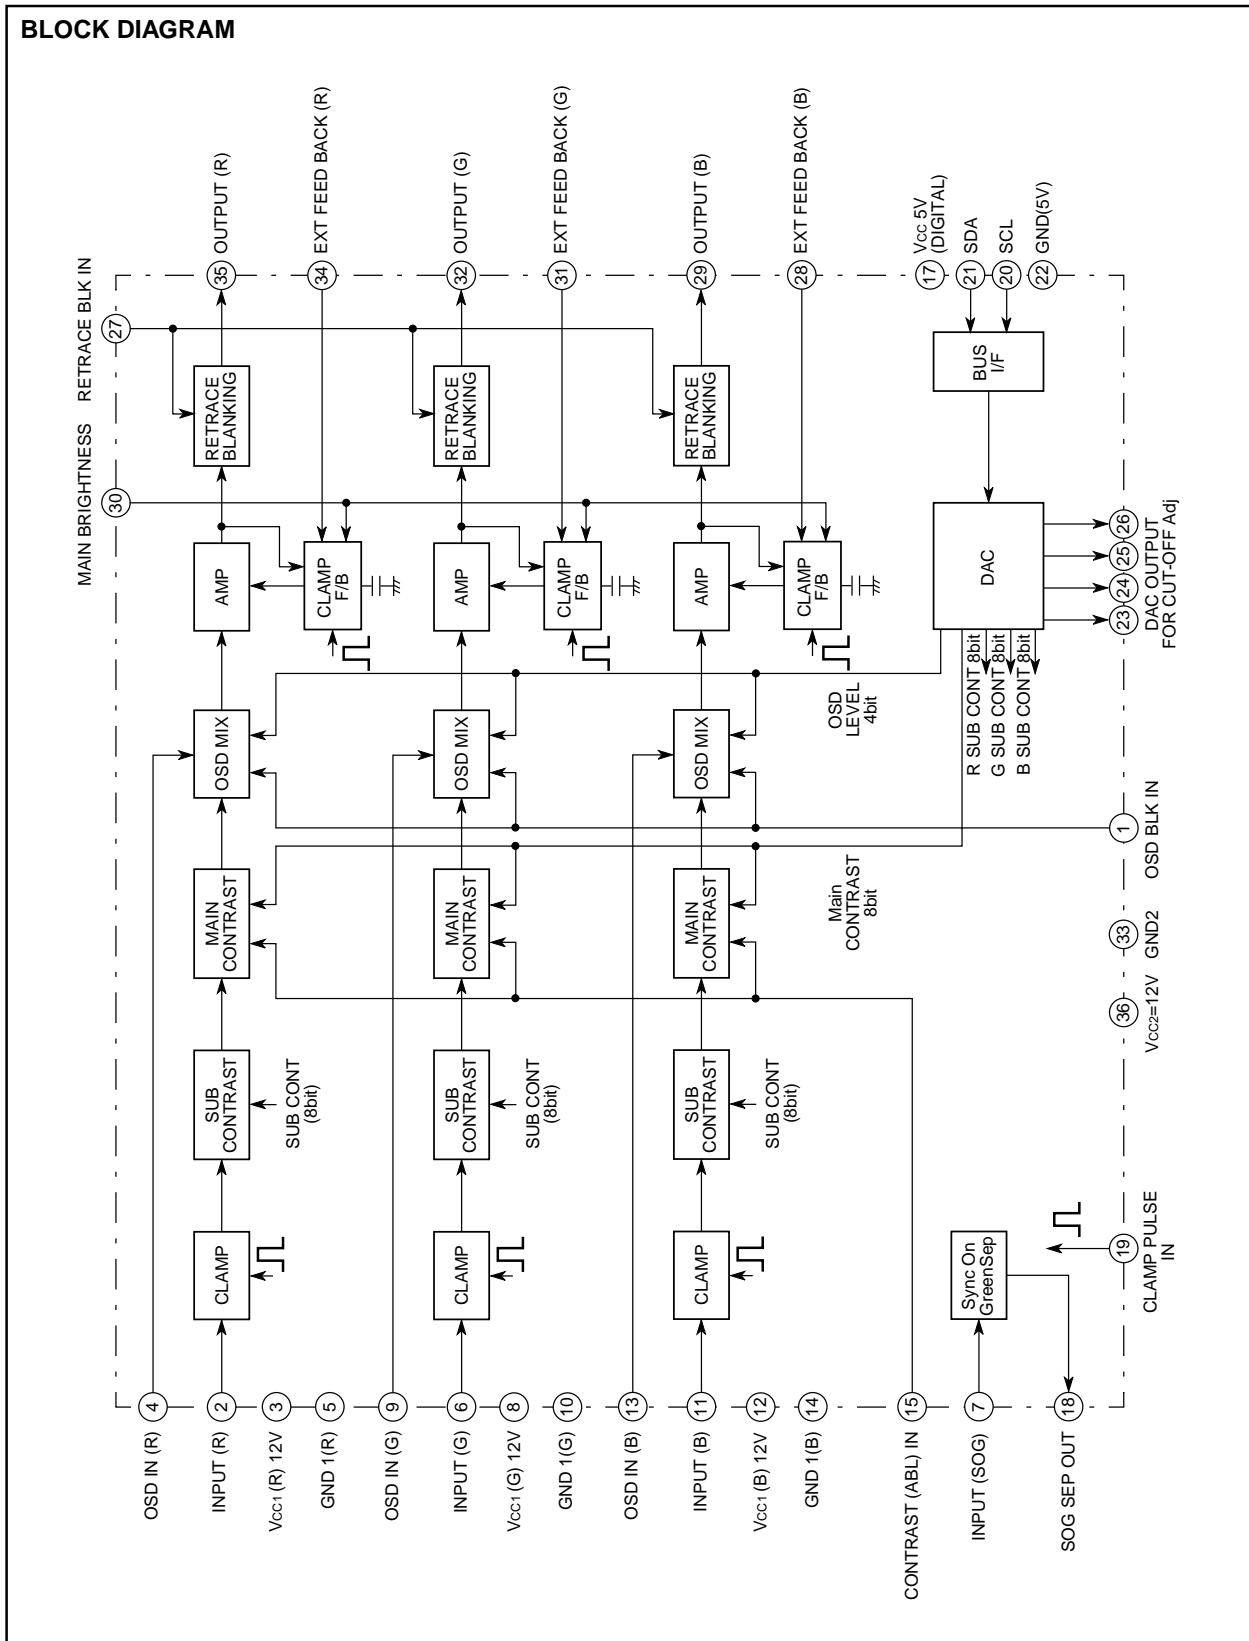 BLOCK DIAGRAM
4
OSD IN (R)
2
INPUT (R)
3
VCC1 (R) 12V
5
GND 1(R)
9
OSD IN (G)
6
INPUT (G)
8
VCC1 (G) 12V
10
GND 1(G)
13
OSD IN (B)
11
INPUT (B)
12
VCC1 (B) 12V
14
GND 1(B)
15
CONTRAST (ABL) IN
7
INPUT (SOG)
18
SOG SEP OUT
CLAMP
SUB
CONTRAST
SUB CONT
(8bit)
MAIN
CONTRAST
OSD MIX
AMP
CLAMP
F/B
RETRACE
BLANKING
CLAMP
SUB
CONTRAST
SUB CONT
(8bit)
MAIN
CONTRAST
OSD MIX
AMP
CLAMP
F/B
RETRACE
BLANKING
CLAMP
SUB
CONTRAST
SUB CONT
(8bit)
MAIN
CONTRAST
OSD MIX
AMP
CLAMP
F/B
RETRACE
BLANKING
Sync On
GreenSep
Main
CONTRAST
8bit
OSD
LEVEL
4bit
R SUB CONT 8bit
G SUB CONT 8bit
B SUB CONT 8bit
DAC
BUS
I/F
MAIN BRIGHTNESS
30
RETRACE BLK IN
27
35
OUTPUT (R)
34
EXT FEED BACK (R)
32
OUTPUT (G)
31
EXT FEED BACK (G)
29
OUTPUT (B)
28
EXT FEED BACK (B)
17
VCC 5V
(DIGITAL)
21
SDA
20
SCL
22
GND(5V)
23
24
25
26
DAC OUTPUT
FOR CUT-OFF Adj
1
OSD BLK IN
33
GND2
36
VCC2=12V
19
CLAMP PULSE
IN